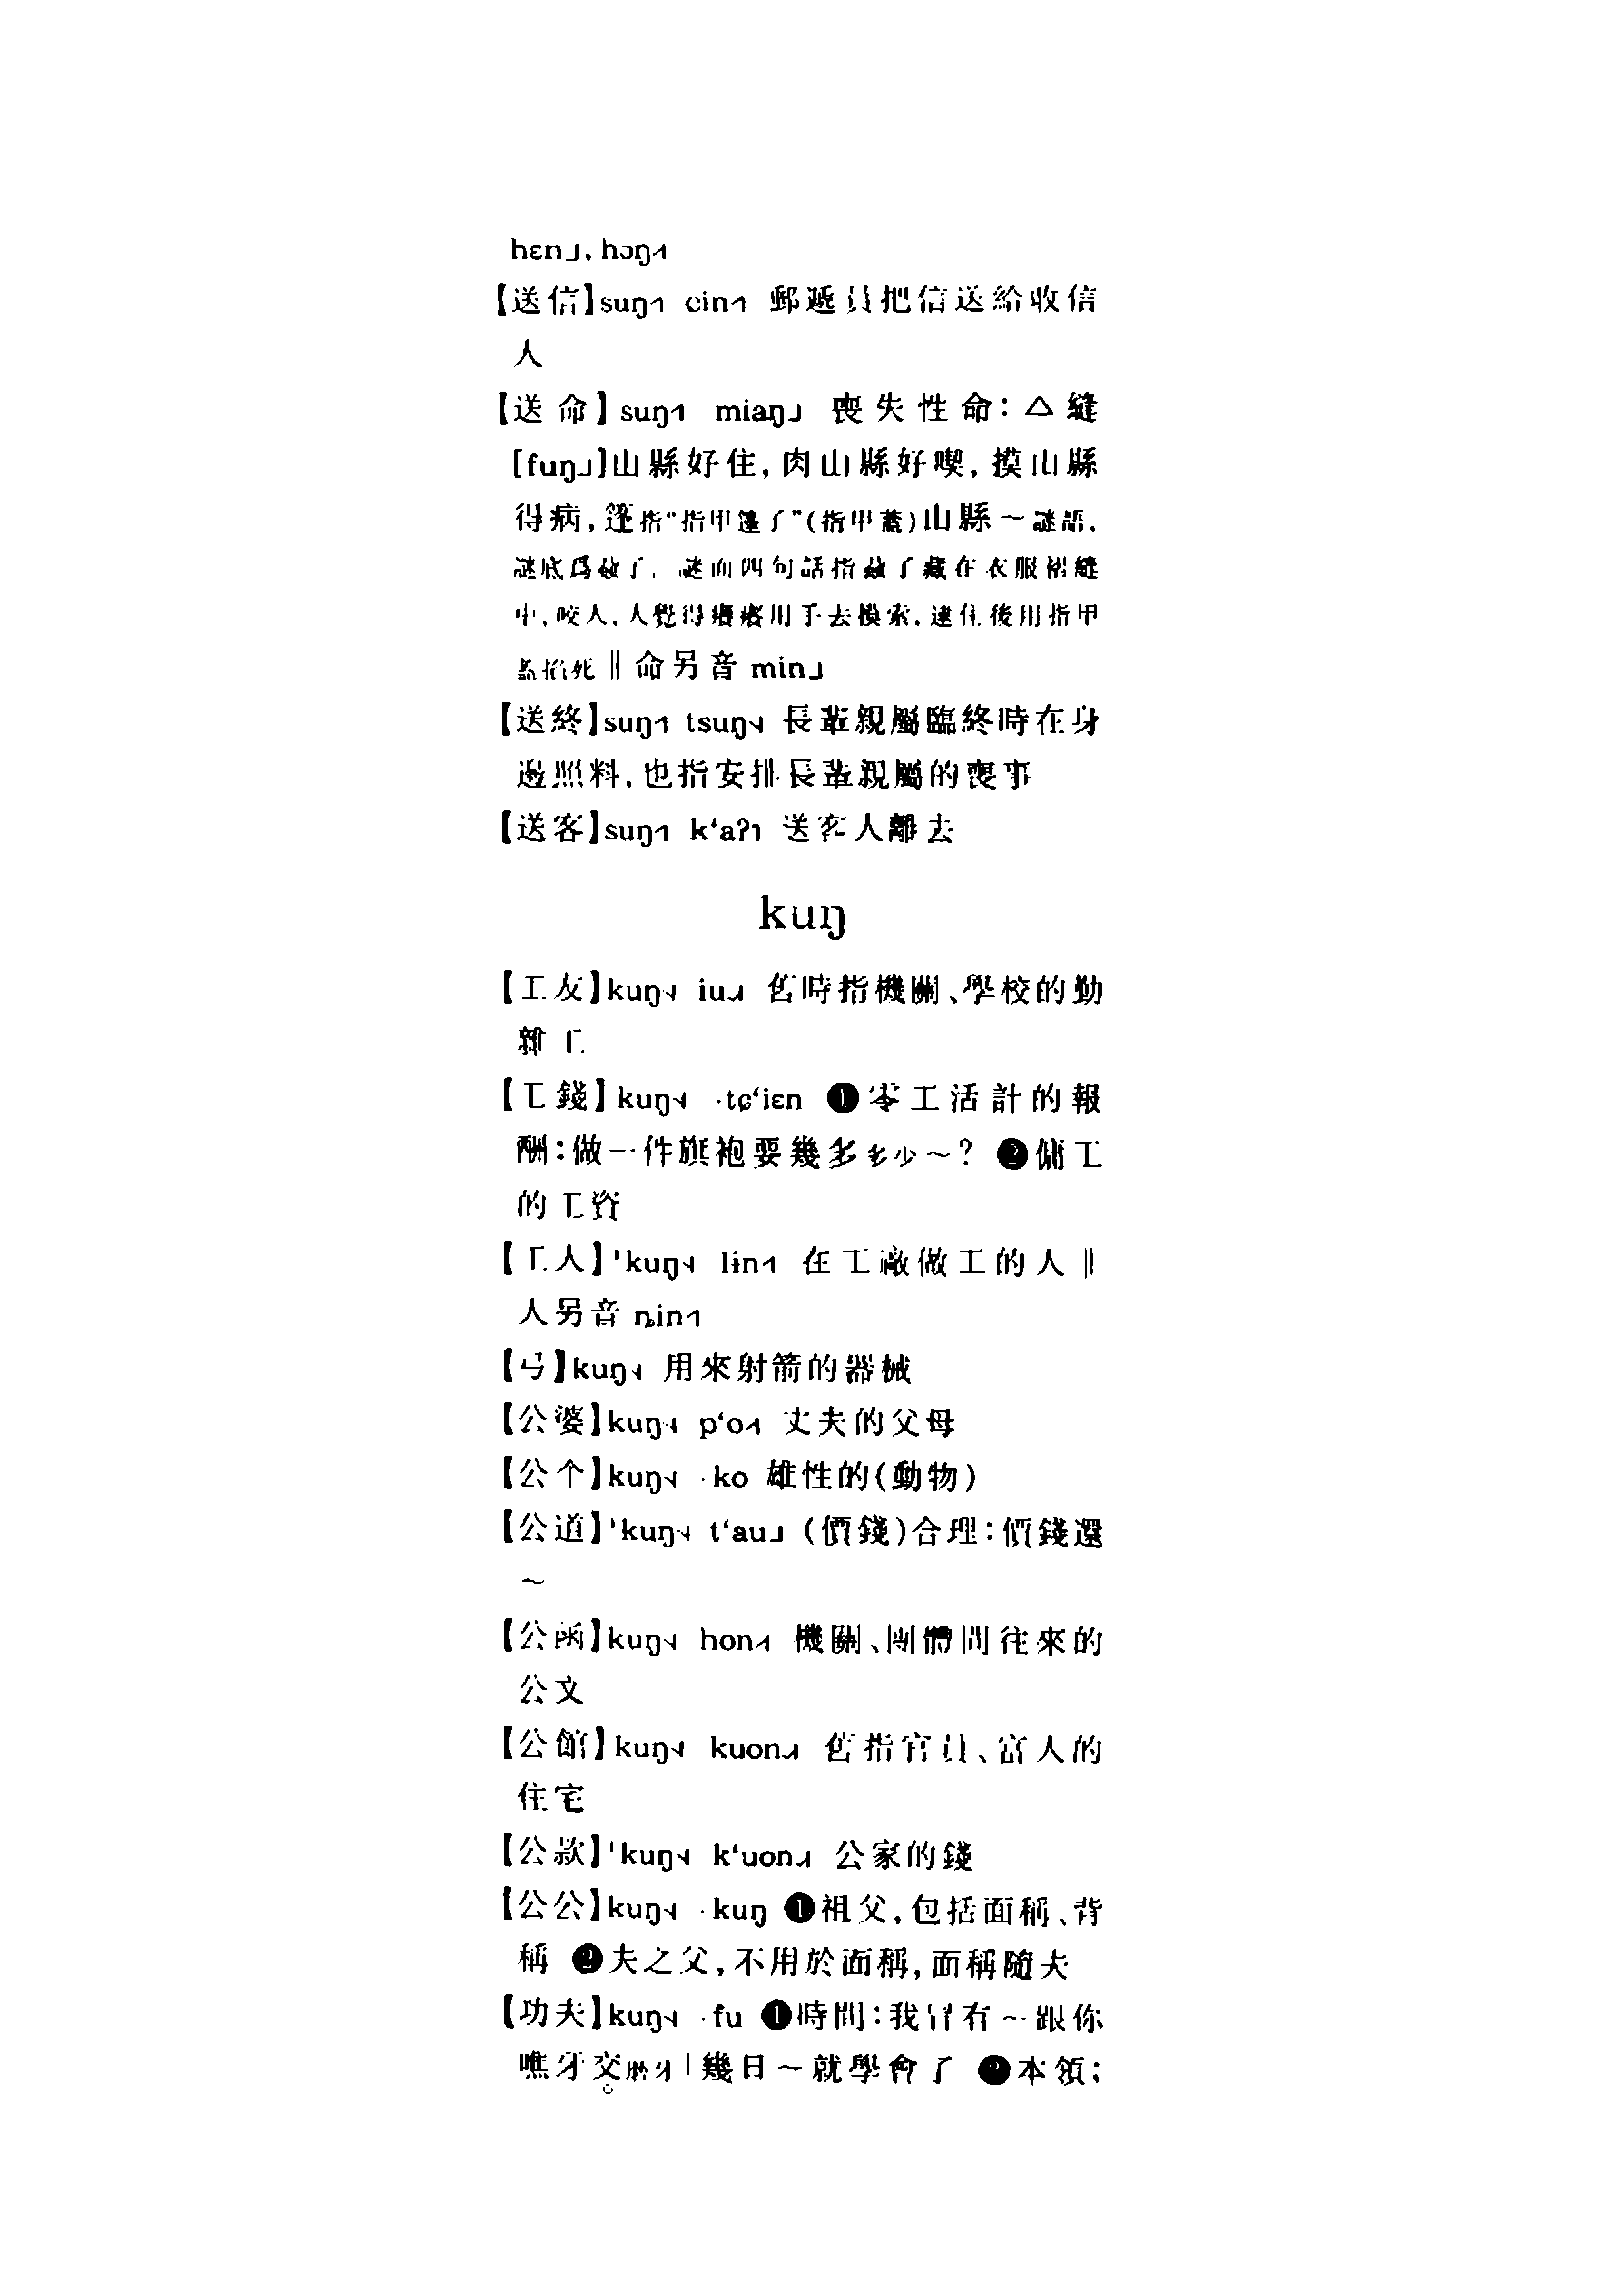 hɛn˩, hɔŋ˧˥
【送信】suŋ˦˥ ɕin˦˥ 郵遞員把信送給收信
人
【送命】suŋ˦˥ miaŋ˩ 喪失性命：△縫
[fuŋ˩]山縣好住，肉山縣好喫，摸山縣
得病，篷指“指甲篷了”（指甲蓋）山縣～謎語，
謎底爲蝨子，謎面四句話指蝨子藏在衣服褶縫
中，咬人，人覺得癢癢用手去摸索，逮住後用指甲
蓋掐死‖命另音 min˩
【送終】suŋ˦˥ tsuŋ˧˨ 長輩親屬臨終時在身
邊照料，也指安排長輩親屬的喪事
【送客】suŋ˦˥ k‘aʔ˥ 送客人離去
kuŋ
【工友】kuŋ˧˨ iu˨˩˧ 舊時指機關、學校的勤
雜工
【工錢】kuŋ˧˨ ·tɕ‘iɛn ❶零工活計的報
酬：做一件旗袍要幾多多少～？ ❷傭工
的工資
【工人】ˈkuŋ˧˨ lɨn˦˥ 在工廠做工的人‖
人另音 ȵin˦˥
【弓】kuŋ˧˨ 用來射箭的器械
【公婆】kuŋ˧˨ p‘o˧˥ 丈夫的父母
【公个】kuŋ˧˨ ·ko 雄性的（動物）
【公道】ˈkuŋ˧˨ t‘au˩ （價錢）合理：價錢還
～
【公函】kuŋ˧˨ hon˧˥ 機關、團體間往來的
公文
【公館】kuŋ˧˨ kuon˨˩˧ 舊指官員、富人的
住宅
【公款】ˈkuŋ˧˨ k‘uon˨˩˧ 公家的錢
【公公】kuŋ˧˨ ·kuŋ ❶祖父，包括面稱、背
稱 ❷夫之父，不用於面稱，面稱隨夫
【功夫】kuŋ˧˨ ·fu ❶時間：我冇有～跟你
噍牙交磨牙｜幾日～就學會了 ❷本領；